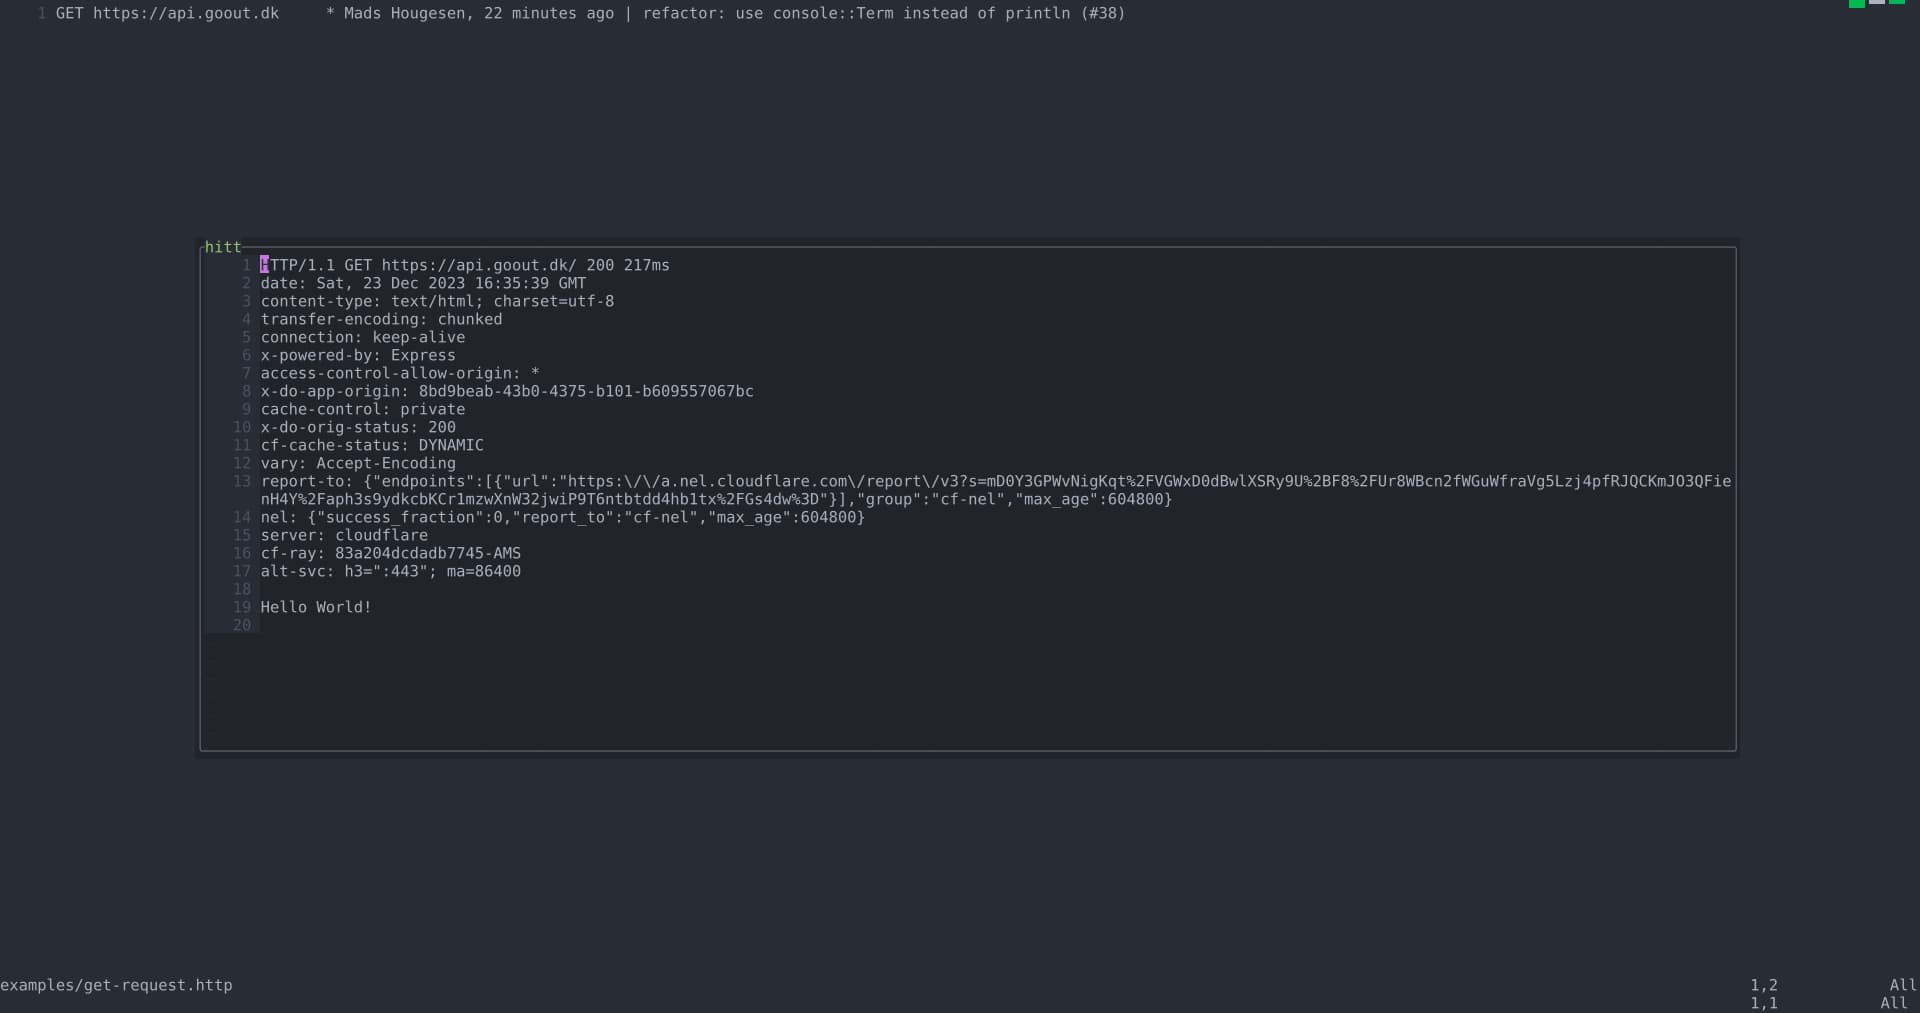 1 GET https://api.goout.dk     * Mads Hougesen, 22 minutes ago | refactor: use console::Term instead of println (#38)
hitt
1 HTTP/1.1 GET https://api.goout.dk/ 200 217ms
2 date: Sat, 23 Dec 2023 16:35:39 GMT
3 content-type: text/html; charset=utf-8
4 transfer-encoding: chunked
5 connection: keep-alive
6 x-powered-by: Express
7 access-control-allow-origin: *
8 x-do-app-origin: 8bd9beab-43b0-4375-b101-b609557067bc
9 cache-control: private
10 x-do-orig-status: 200
11 cf-cache-status: DYNAMIC
12 vary: Accept-Encoding
13 report-to: {"endpoints":[{"url":"https:\/\/a.nel.cloudflare.com\/report\/v3?s=mD0Y3GPWvNigKqt%2FVGWxD0dBwlXSRy9U%2BF8%2FUr8WBcn2fWGuWfraVg5Lzj4pfRJQCKmJO3QFie
nH4Y%2Faph3s9ydkcbKCr1mzwXnW32jwiP9T6ntbtdd4hb1tx%2FGs4dw%3D"}],"group":"cf-nel","max_age":604800}
14 nel: {"success_fraction":0,"report_to":"cf-nel","max_age":604800}
15 server: cloudflare
16 cf-ray: 83a204dcdadb7745-AMS
17 alt-svc: h3=":443"; ma=86400
18
19 Hello World!
20
examples/get-request.http 1,2 All
1,1 All